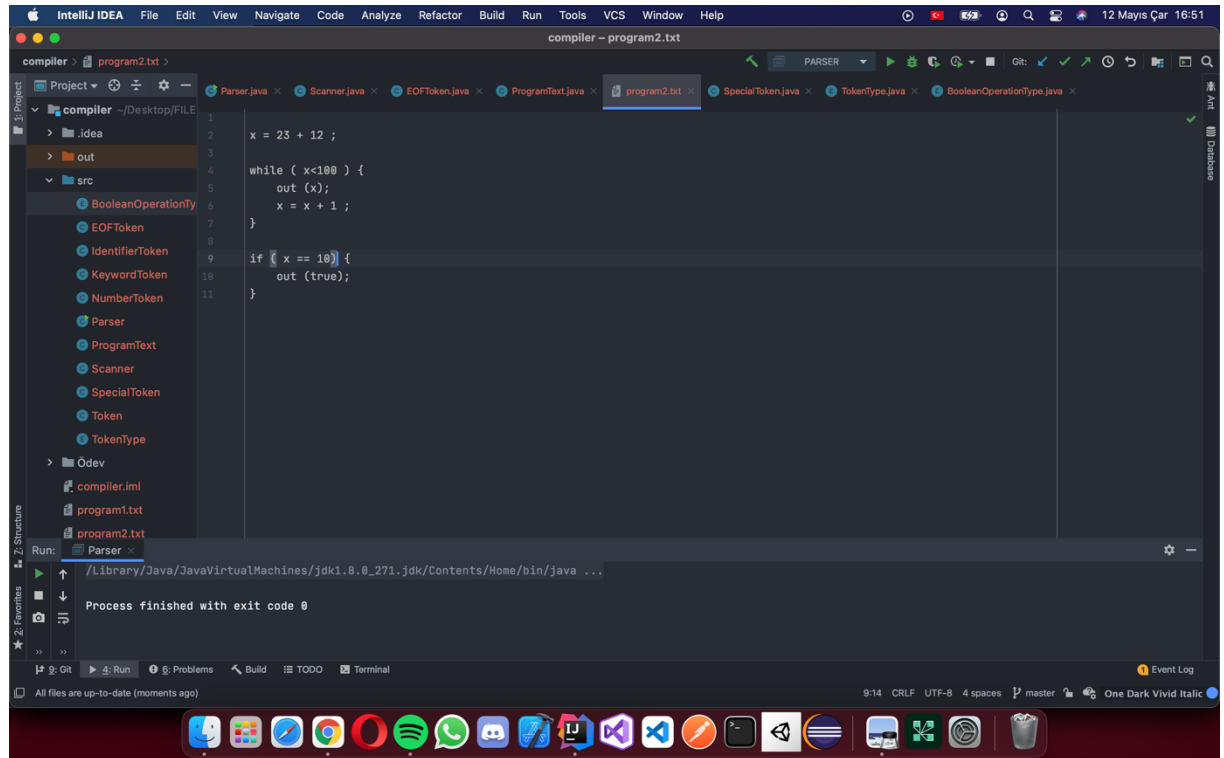 IntelliJ IDEA File Edit View Navigate Code Analyze Refactor Build Run Tools VCS Window Help 12 Mayıs Çar 16:51
compiler – program2.txt
compiler program2.txt PARSER Git:
1: Project
Project
Parser.java Scanner.java EOFToken.java ProgramText.java program2.txt SpecialToken.java TokenType.java BooleanOperationType.java
Ant
Database
compiler ~/Desktop/FILE
.idea
out
src
BooleanOperationTy
EOFToken
IdentifierToken
KeywordToken
NumberToken
Parser
ProgramText
Scanner
SpecialToken
Token
TokenType
Ödev
compiler.iml
program1.txt
program2.txt
1
2 x = 23 + 12 ;
3
4 while ( x<100 ) {
5 out (x);
6 x = x + 1 ;
7 }
8
9 if ( x == 10) {
10 out (true);
11 }
Z: Structure
2: Favorites
Run: Parser
/Library/Java/JavaVirtualMachines/jdk1.8.0_271.jdk/Contents/Home/bin/java ...
Process finished with exit code 0
9: Git 4: Run 6: Problems Build TODO Terminal 1 Event Log
All files are up-to-date (moments ago) 9:14 CRLF UTF-8 4 spaces master One Dark Vivid Italic